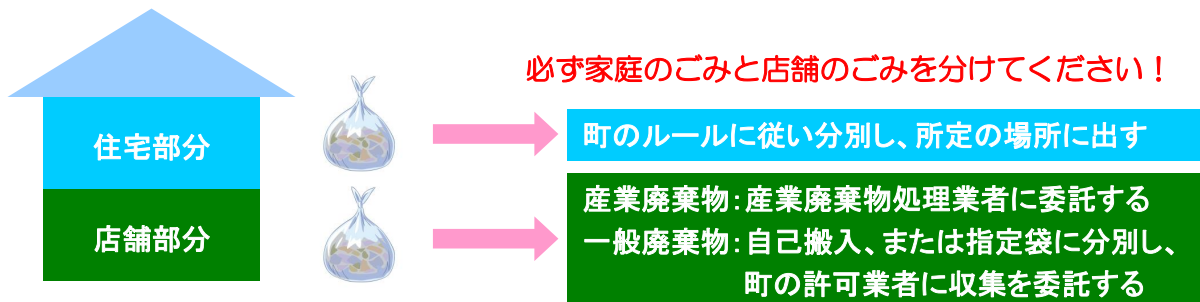 必ず家庭のごみと店舗のごみを分けてください！
住宅部分
町のルールに従い分別し、所定の場所に出す
店舗部分
産業廃棄物：産業廃棄物処理業者に委託する
一般廃棄物：自己搬入、または指定袋に分別し、
町の許可業者に収集を委託する